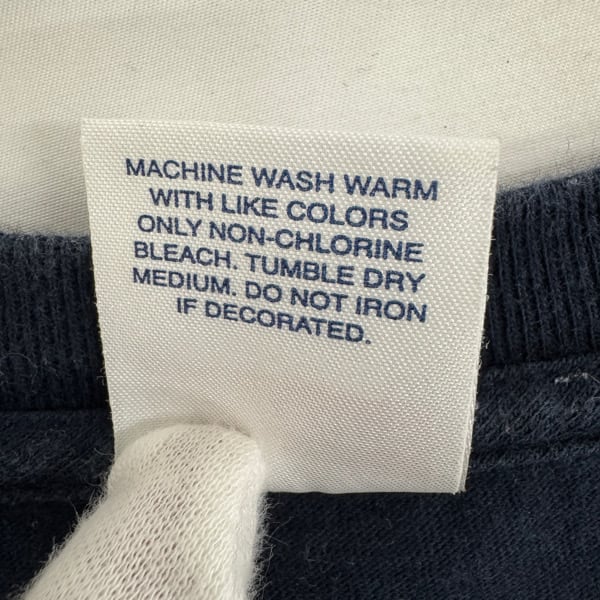 MACHINE WASH WARM
WITH LIKE COLORS
ONLY NON-CHLORINE
BLEACH. TUMBLE DRY
MEDIUM. DO NOT IRON
IF DECORATED.